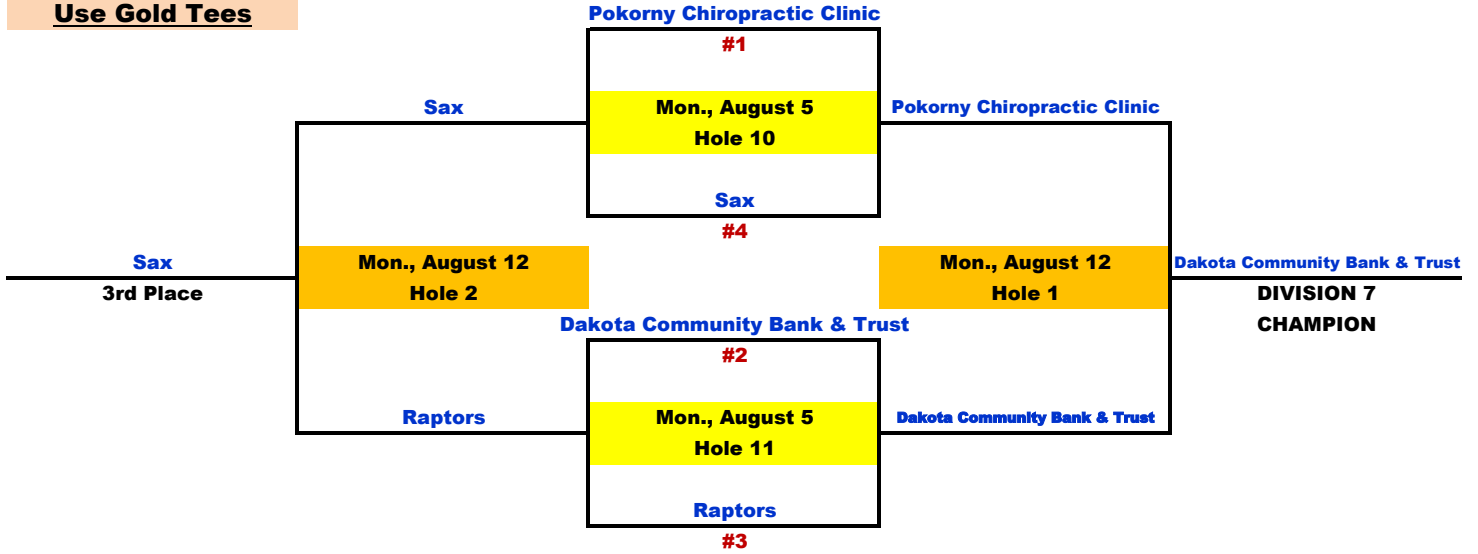 Use Gold Tees
Pokorny Chiropractic Clinic
#1
Sax
Mon., August 5
Hole 10
Pokorny Chiropractic Clinic
Sax
#4
Sax
3rd Place
Mon., August 12
Hole 2
Mon., August 12
Hole 1
Dakota Community Bank & Trust
DIVISION 7
CHAMPION
Dakota Community Bank & Trust
#2
Raptors
Mon., August 5
Hole 11
Dakota Community Bank & Trust
Raptors
#3